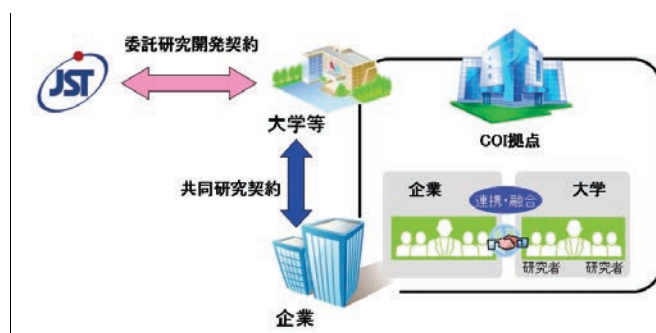 委託研究開発契約
JST
大学等
COI拠点
共同研究契約
企業
大学
連携・融合
研究者 研究者
企業